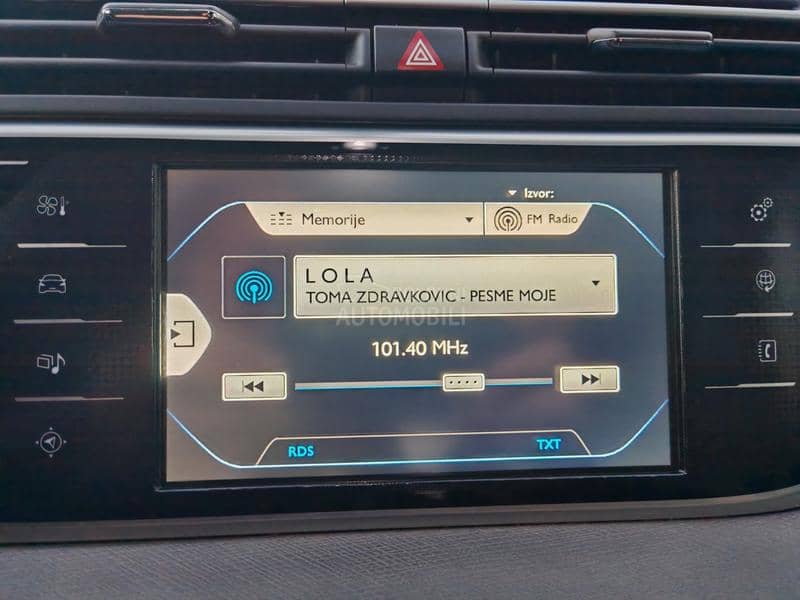 Izvor:
Memorije
FM Radio
LOLA
TOMA ZDRAVKOVIC - PESME MOJE
AUTOMOBILI
101.40 MHz
RDS
TXT